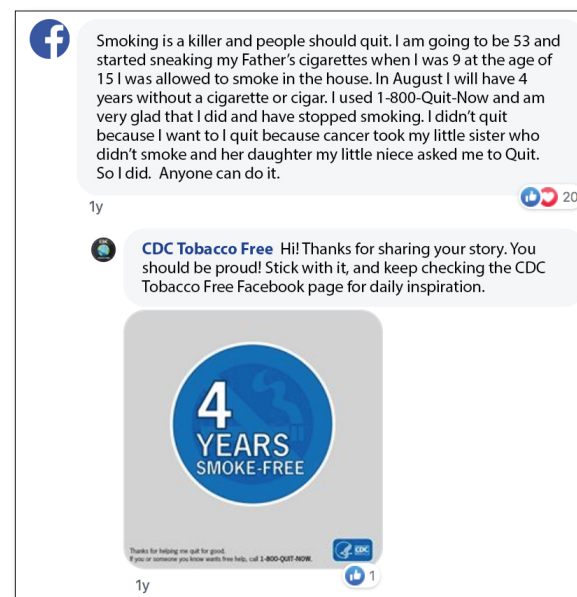 Smoking is a killer and people should quit. I am going to be 53 and
started sneaking my Father's cigarettes when I was 9 at the age of
15 I was allowed to smoke in the house. In August I will have 4
years without a cigarette or cigar. I used 1-800-Quit-Now and am
very glad that I did and have stopped smoking. I didn't quit
because I want to I quit because cancer took my little sister who
didn't smoke and her daughter my little niece asked me to Quit.
So I did. Anyone can do it.
20
1y
CDC Tobacco Free Hi! Thanks for sharing your story. You
should be proud! Stick with it, and keep checking the CDC
Tobacco Free Facebook page for daily inspiration.
4
YEARS
SMOKE-FREE
Thanks for helping me quit for good.
If you or someone you know wants free help, call 1-800-QUIT-NOW.
CDC
1
1y